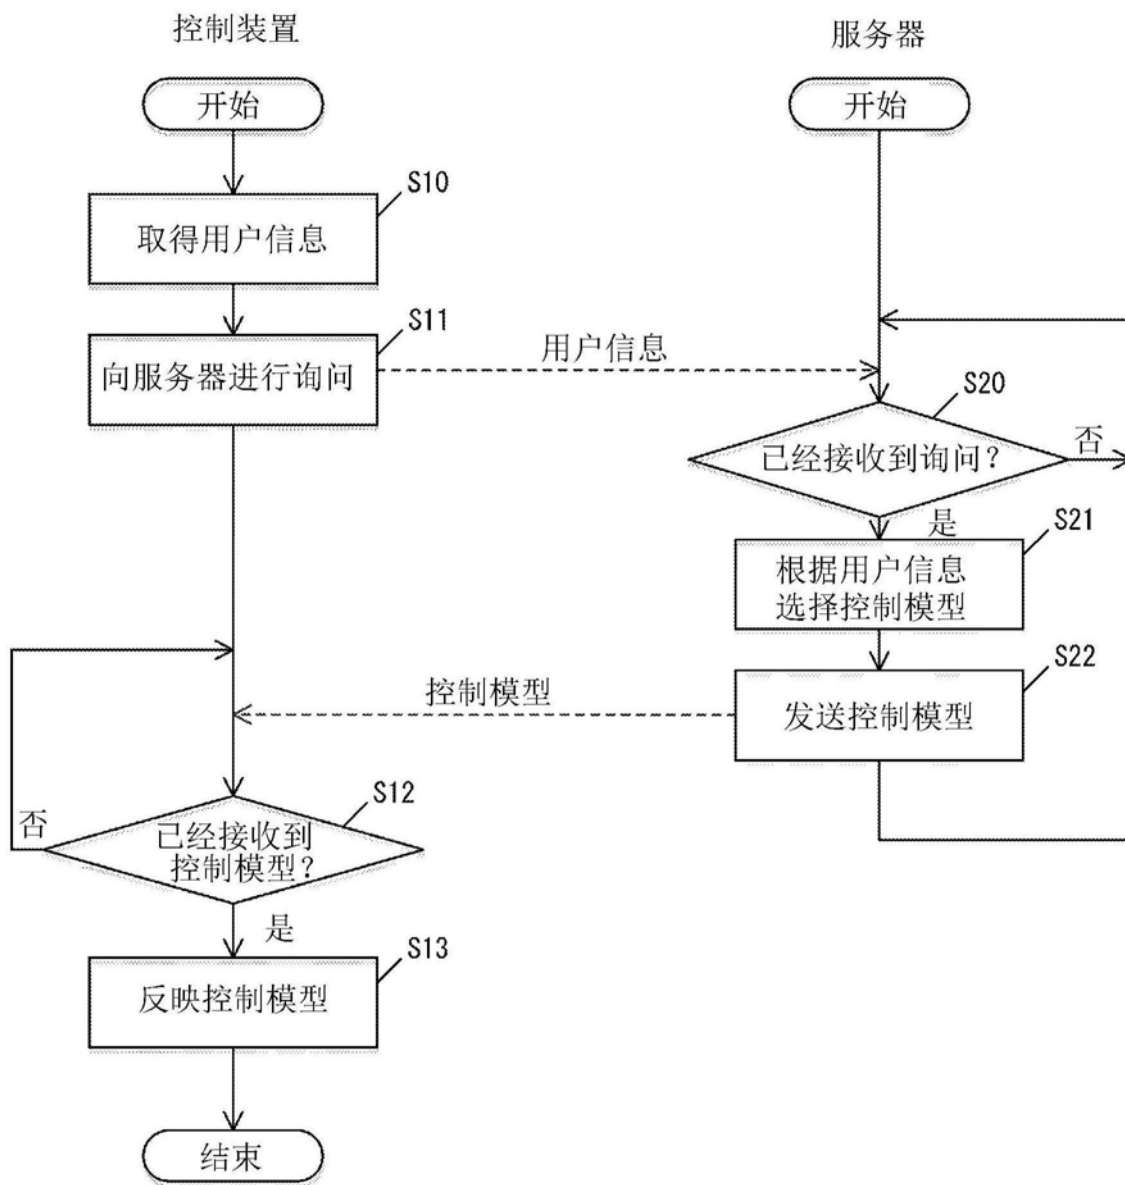 控制装置
开始
S10
取得用户信息
S11
向服务器进行询问
用户信息
控制模型
S12
已经接收到
控制模型?
否
是
S13
反映控制模型
结束
服务器
开始
S20
已经接收到询问?
否
是
S21
根据用户信息
选择控制模型
S22
发送控制模型